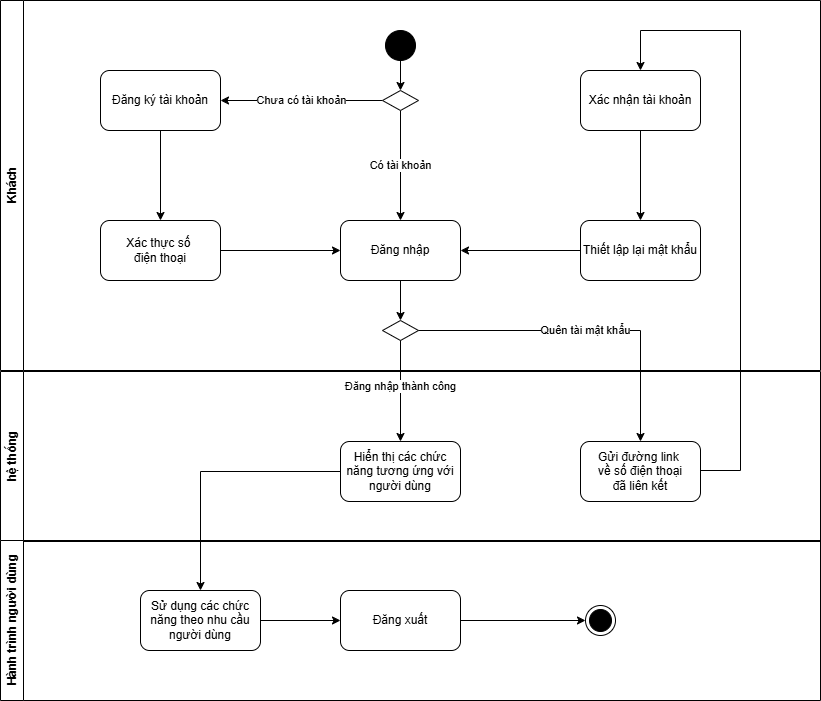 Khách
Đăng ký tài khoản
Chưa có tài khoản
Xác nhận tài khoản
Có tài khoản
Xác thực số
điện thoại
Đăng nhập
Thiết lập lại mật khẩu
Quên tài mật khẩu
hệ thống
Đăng nhập thành công
Hiển thị các chức
năng tương ứng với
người dùng
Gửi đường link
về số điện thoại
đã liên kết
Hành trình người dùng
Sử dụng các chức
năng theo nhu cầu
người dùng
Đăng xuất